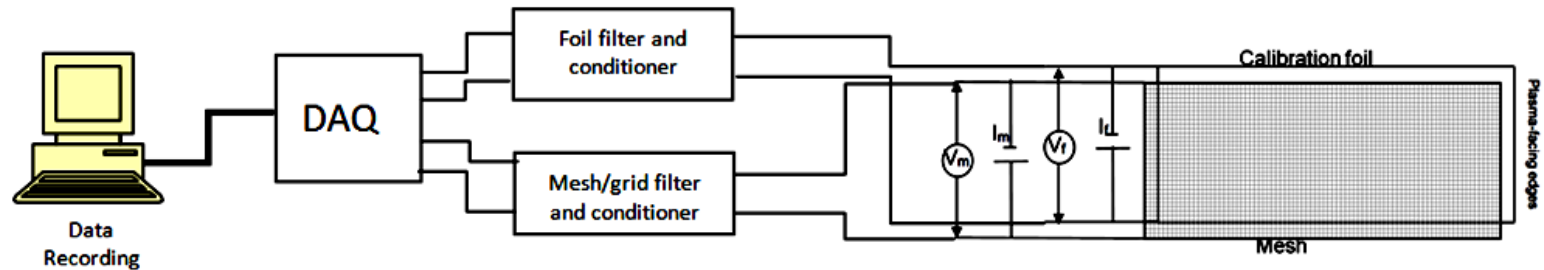 Data
Recording
DAQ
Foil filter and
conditioner
Mesh/grid filter
and conditioner
Vm
Im
Vf
If
Calibration foil
Mesh
Plasma-facing edges